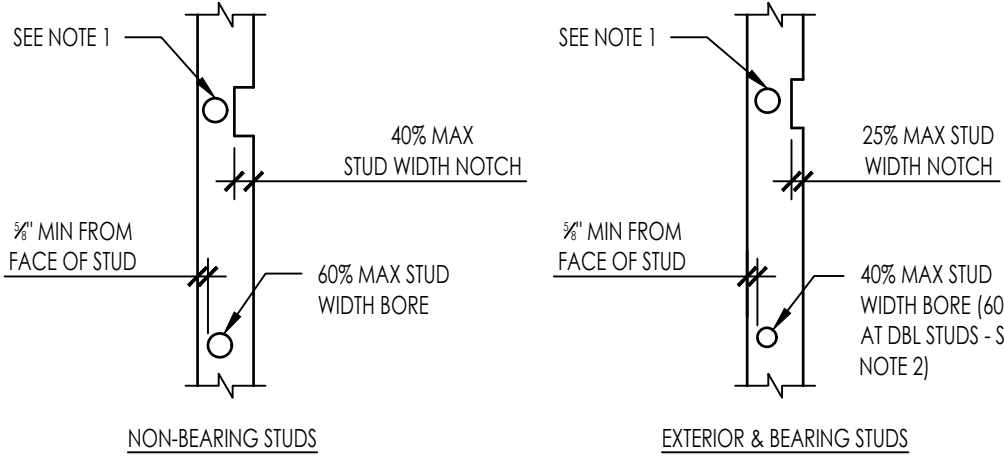 SEE NOTE 1
40% MAX
STUD WIDTH NOTCH
⅝" MIN FROM
FACE OF STUD
60% MAX STUD
WIDTH BORE
NON-BEARING STUDS
SEE NOTE 1
25% MAX STUD
WIDTH NOTCH
⅝" MIN FROM
FACE OF STUD
40% MAX STUD
WIDTH BORE (60
AT DBL STUDS - S
NOTE 2)
EXTERIOR & BEARING STUDS